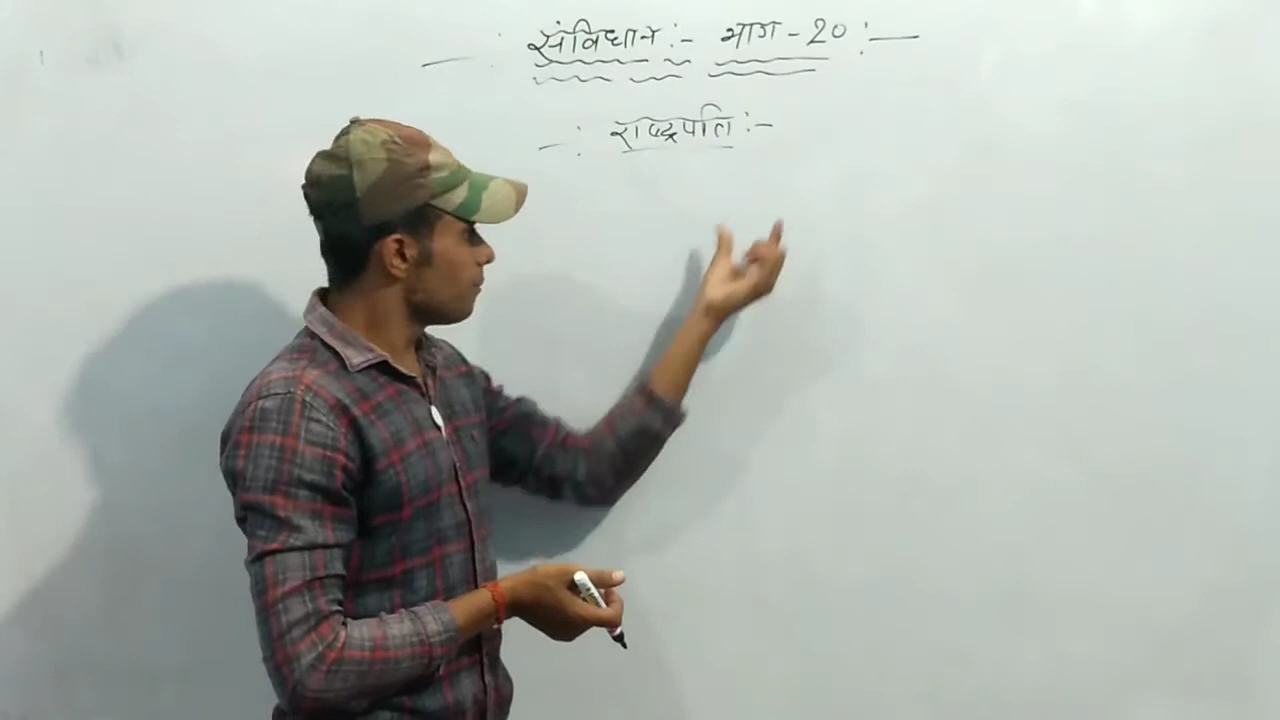 संविधान :- भाग - 20 :-
-: राष्ट्रपति :-